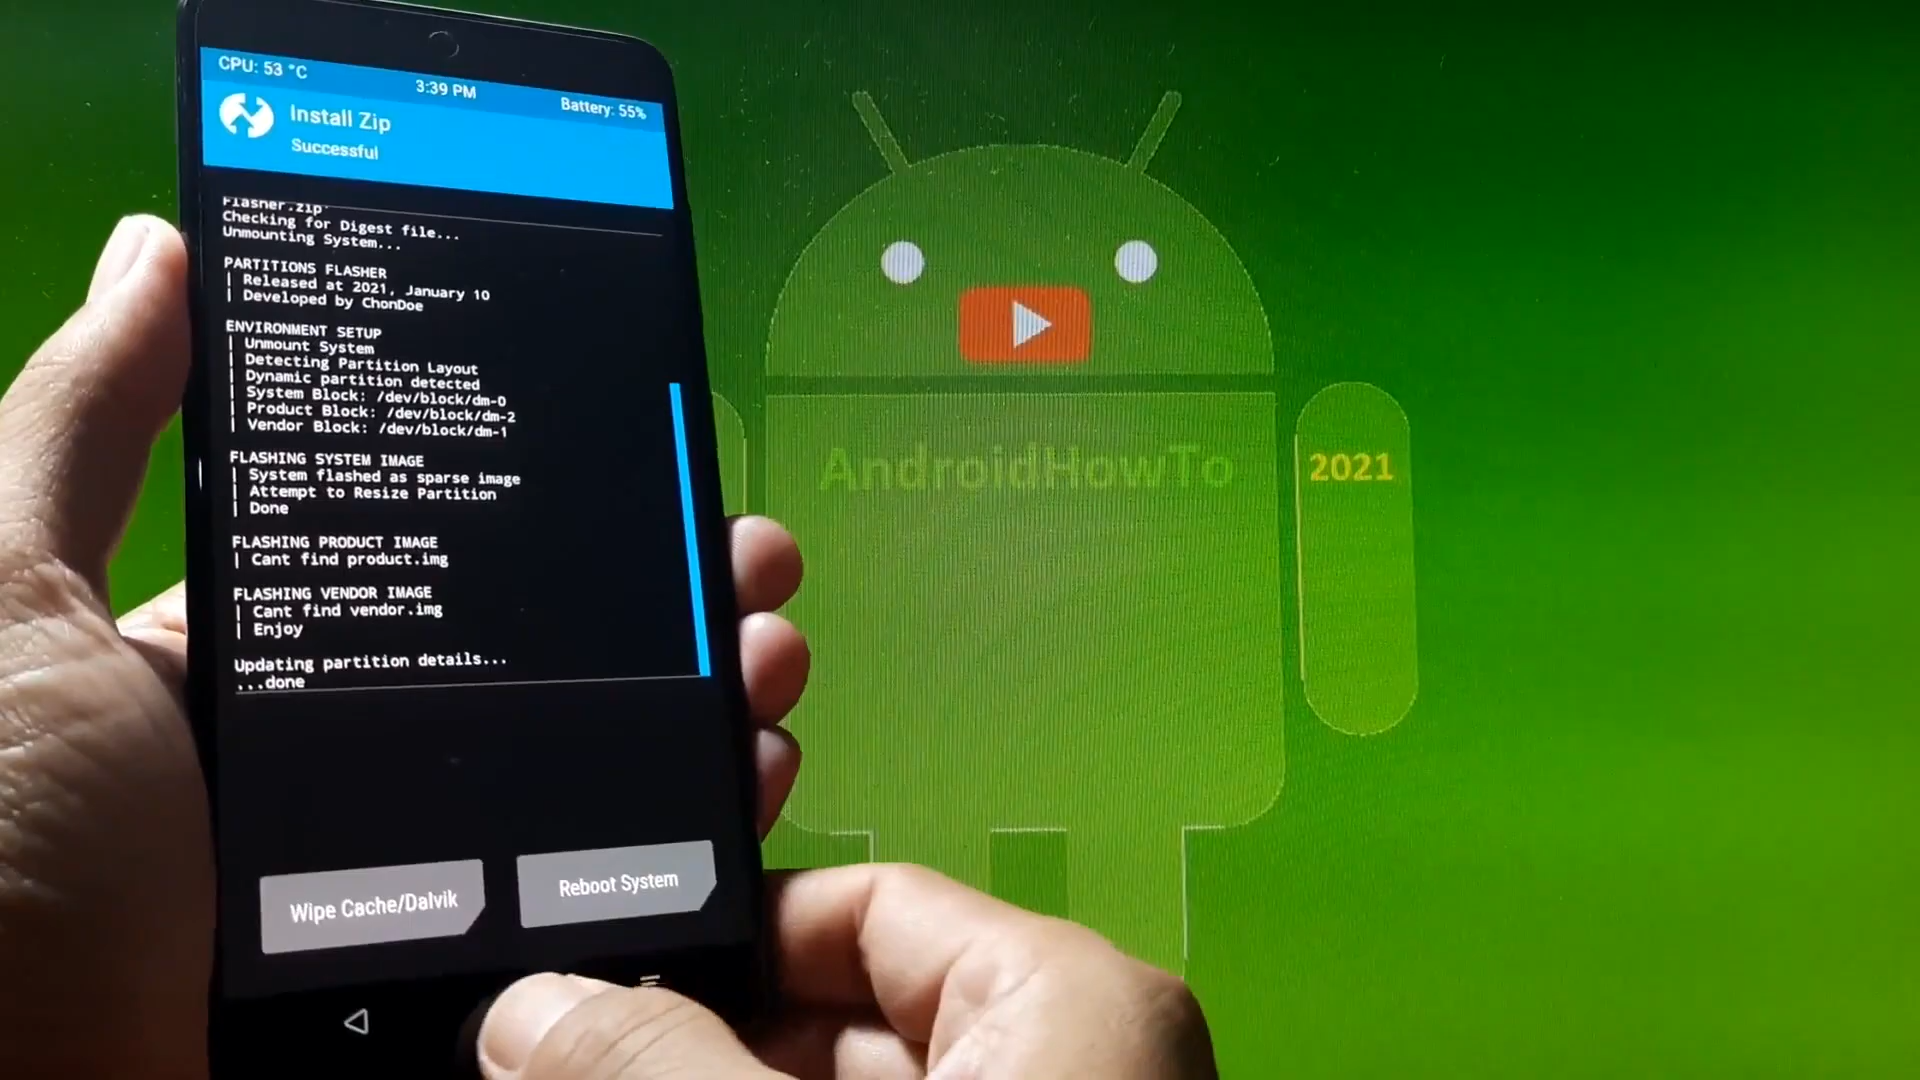 CPU: 53 °C
3:39 PM
Battery: 55%
Install Zip
Successful
Flasher.zip'
Checking for Digest file...
Unmounting System...
PARTITIONS FLASHER
| Released at 2021, January 10
| Developed by ChonDoe
ENVIRONMENT SETUP
| Unmount System
| Detecting Partition Layout
| Dynamic partition detected
| System Block: /dev/block/dm-0
| Product Block: /dev/block/dm-2
| Vendor Block: /dev/block/dm-1
FLASHING SYSTEM IMAGE
| System flashed as sparse image
| Attempt to Resize Partition
| Done
FLASHING PRODUCT IMAGE
| Cant find product.img
FLASHING VENDOR IMAGE
| Cant find vendor.img
| Enjoy
Updating partition details...
...done
Wipe Cache/Dalvik
Reboot System
AndroidHowTo
2021